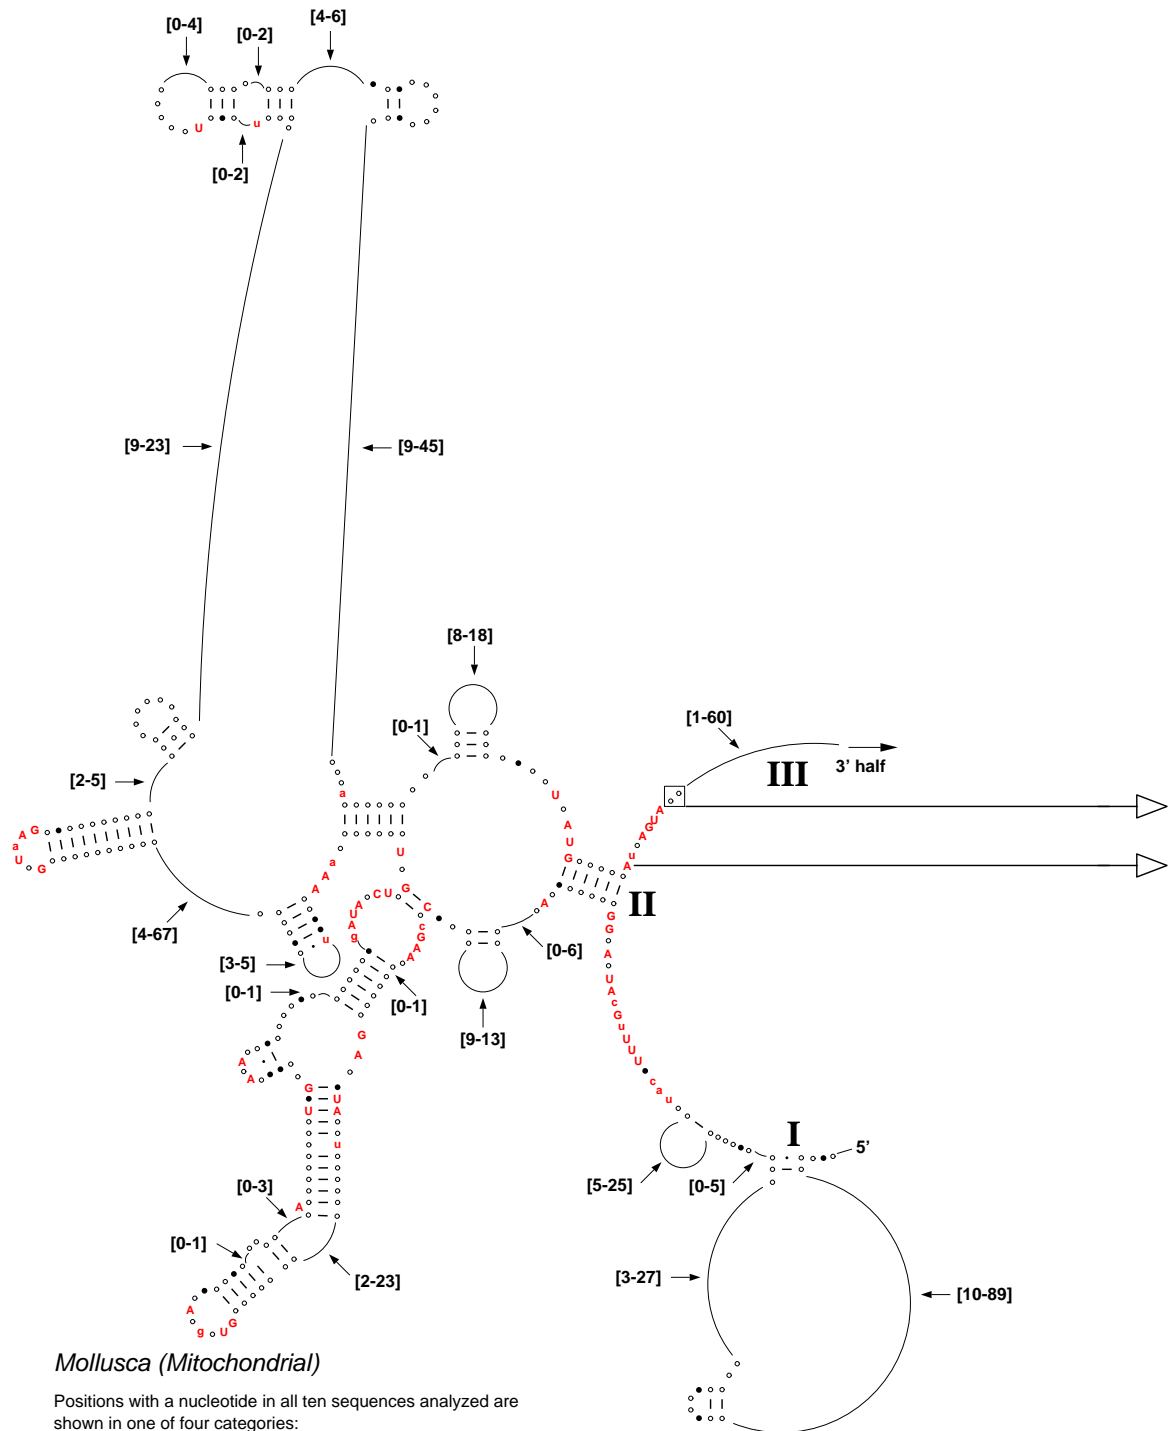 [4-6]
[0-4]
[0-2]
U
u
[0-2]
[9-23]
[9-45]
[8-18]
[0-1]
[1-60]
III
3' half
[2-5]
a
U
A
G
A
a
U
G
A
U
G
A
u
A
II
G
G
A
U
A
c
G
u
U
U
U
c
a
u
U
G
C
c
G
A
A
U
C
A
U
A
g
a
A
A
u
A
[4-67]
[3-5]
[0-6]
[0-1]
[0-1]
[9-13]
G
A
A
A
G
U
U
A
u
A
I
5'
[5-25]
[0-5]
[0-3]
[0-1]
[2-23]
[3-27]
[10-89]
A
g
U
G
Mollusca (Mitochondrial)
Positions with a nucleotide in all ten sequences analyzed are
shown in one of four categories: